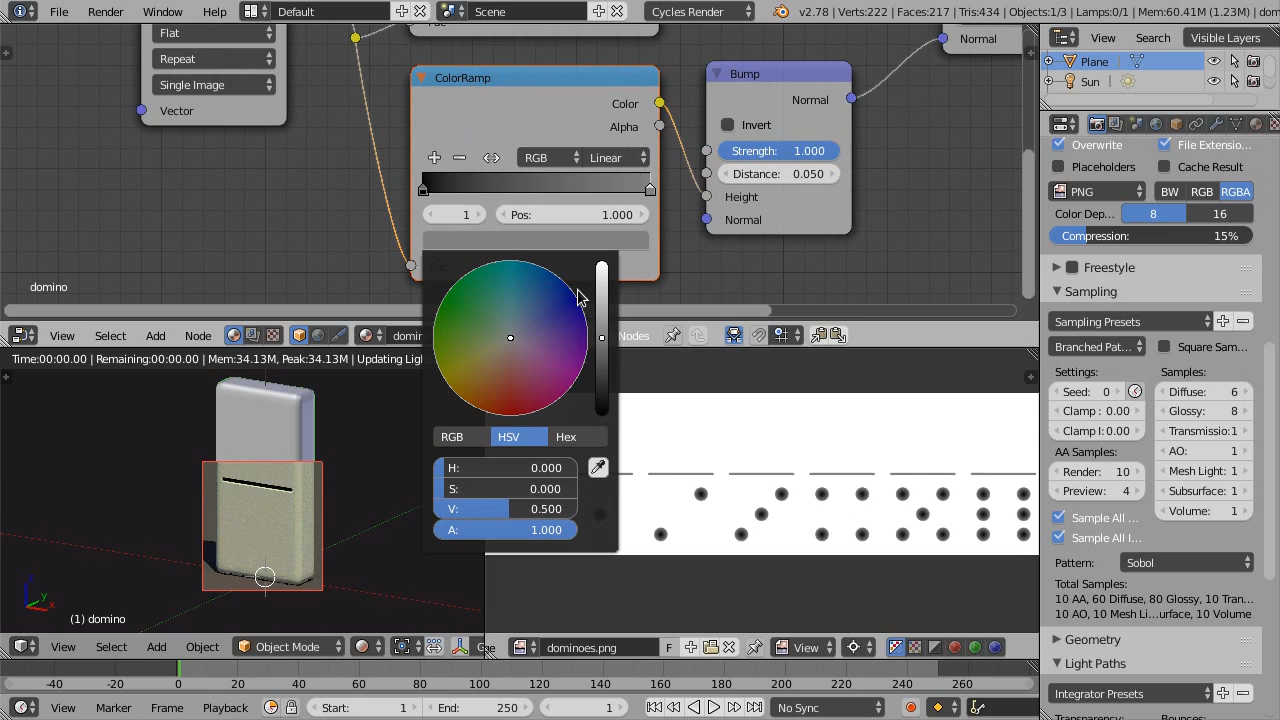 File Render Window Help Default Scene Cycles Render v2.78 | Verts:222 | Faces:217 | Tris:434 | Objects:1/3 | Lamps:0/1 | Mem:60.41M (1.23M) | dom
Flat
Repeat
Single Image
Vector
ColorRamp
Color
Alpha
RGB Linear
1 Pos: 1.000
Bump
Normal
Invert
Strength: 1.000
Distance: 0.050
Height
Normal
Normal
domino
View Search Visible Layers
Plane
Sun
Overwrite File Extensio...
Placeholders Cache Result
PNG BW RGB RGBA
Color Dep... 8 16
Compression: 15%
Freestyle
Sampling
Sampling Presets
Branched Pat... Square Sam...
Settings: Samples:
Seed: 0 Diffuse: 6
Clamp : 0.00 Glossy: 8
Clamp I: 0.00 Transmissio: 1
AA Samples: AO: 1
Render: 10 Mesh Light: 1
Preview: 4 Subsurface: 1
Sample All ... Volume: 1
Sample All I...
Pattern: Sobol
Total Samples:
10 AA, 60 Diffuse, 80 Glossy, 10 Tran...
10 AO, 10 Mesh Li...urface, 10 Volume
Geometry
Light Paths
Integrator Presets
View Select Add Node domin Nodes
Time:00:00.00 | Remaining:00:00.00 | Mem:34.13M, Peak:34.13M | Updating Ligh
RGB HSV Hex
H: 0.000
S: 0.000
V: 0.500
A: 1.000
(1) domino
View Select Add Object Object Mode
dominoes.png F View
-40 -20 0 20 40 60 80 100 120 140 160 180 200 220 240 260
View Marker Frame Playback Start: 1 End: 250 1 No Sync